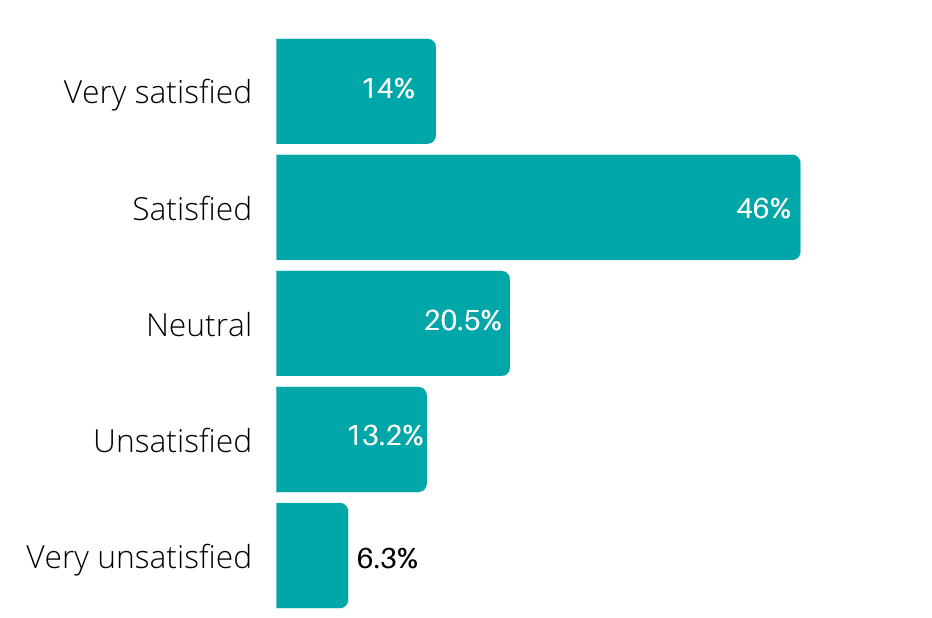 Very satisfied 14%
Satisfied 46%
Neutral 20.5%
Unsatisfied 13.2%
Very unsatisfied 6.3%